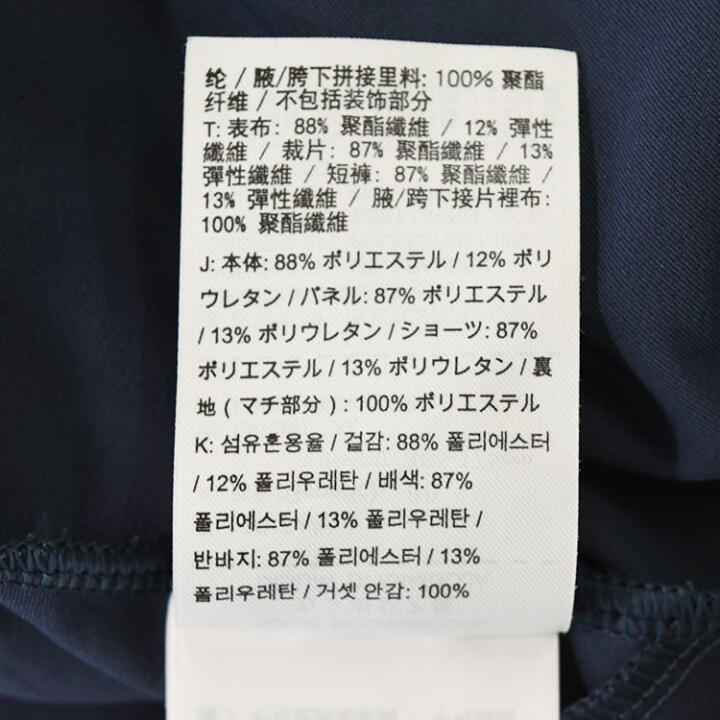 纶 / 腋/胯下拼接里料: 100% 聚酯
纤维 / 不包括装饰部分
T: 表布: 88% 聚酯纖維 / 12% 彈性
纖維 / 裁片: 87% 聚酯纖維 / 13%
彈性纖維 / 短褲: 87% 聚酯纖維 /
13% 彈性纖維 / 腋/跨下接片裡布:
100% 聚酯纖維
J: 本体: 88% ポリエステル / 12% ポリ
ウレタン / パネル: 87% ポリエステル
/ 13% ポリウレタン / ショーツ: 87%
ポリエステル / 13% ポリウレタン / 裏
地 ( マチ部分 ) : 100% ポリエステル
K: 섬유혼용율 / 겉감: 88% 폴리에스터
/ 12% 폴리우레탄 / 배색: 87%
폴리에스터 / 13% 폴리우레탄 /
반바지: 87% 폴리에스터 / 13%
폴리우레탄 / 거셋 안감: 100%